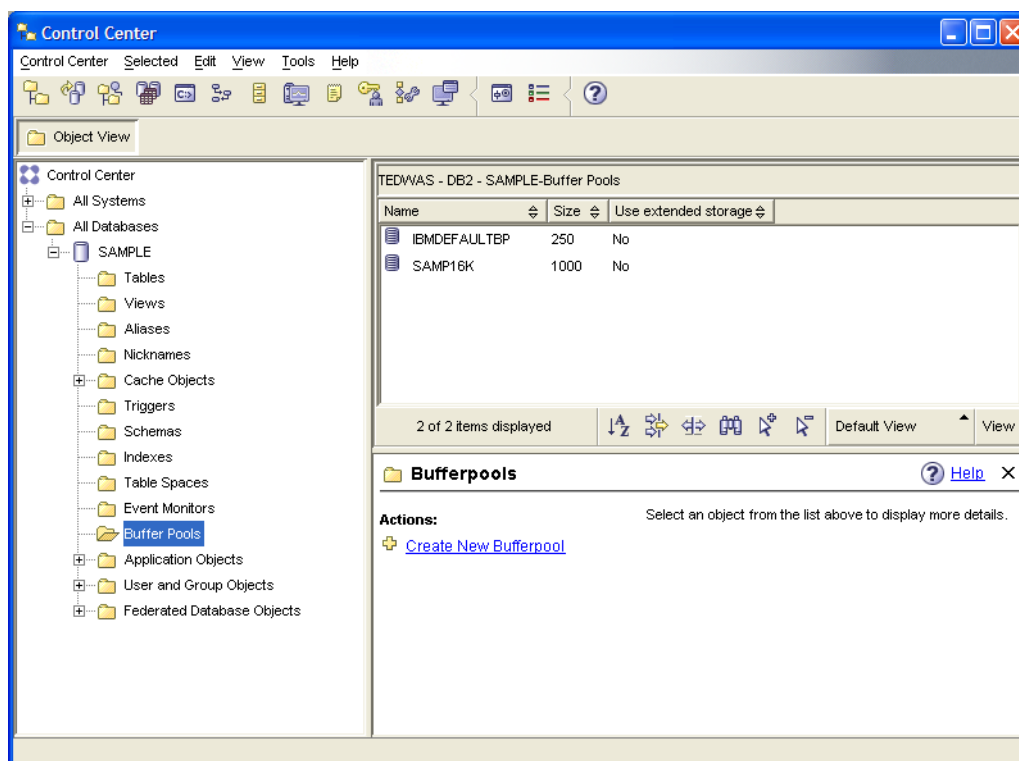 Control Center
Control Center Selected Edit View Tools Help
Object View
Control Center
All Systems
All Databases
SAMPLE
Tables
Views
Aliases
Nicknames
Cache Objects
Triggers
Schemas
Indexes
Table Spaces
Event Monitors
Buffer Pools
Application Objects
User and Group Objects
Federated Database Objects
TEDWAS - DB2 - SAMPLE-Buffer Pools
Name Size Use extended storage
IBMDEFAULTBP 250 No
SAMP16K 1000 No
2 of 2 items displayed Default View View
Bufferpools Help
Actions: Select an object from the list above to display more details.
Create New Bufferpool